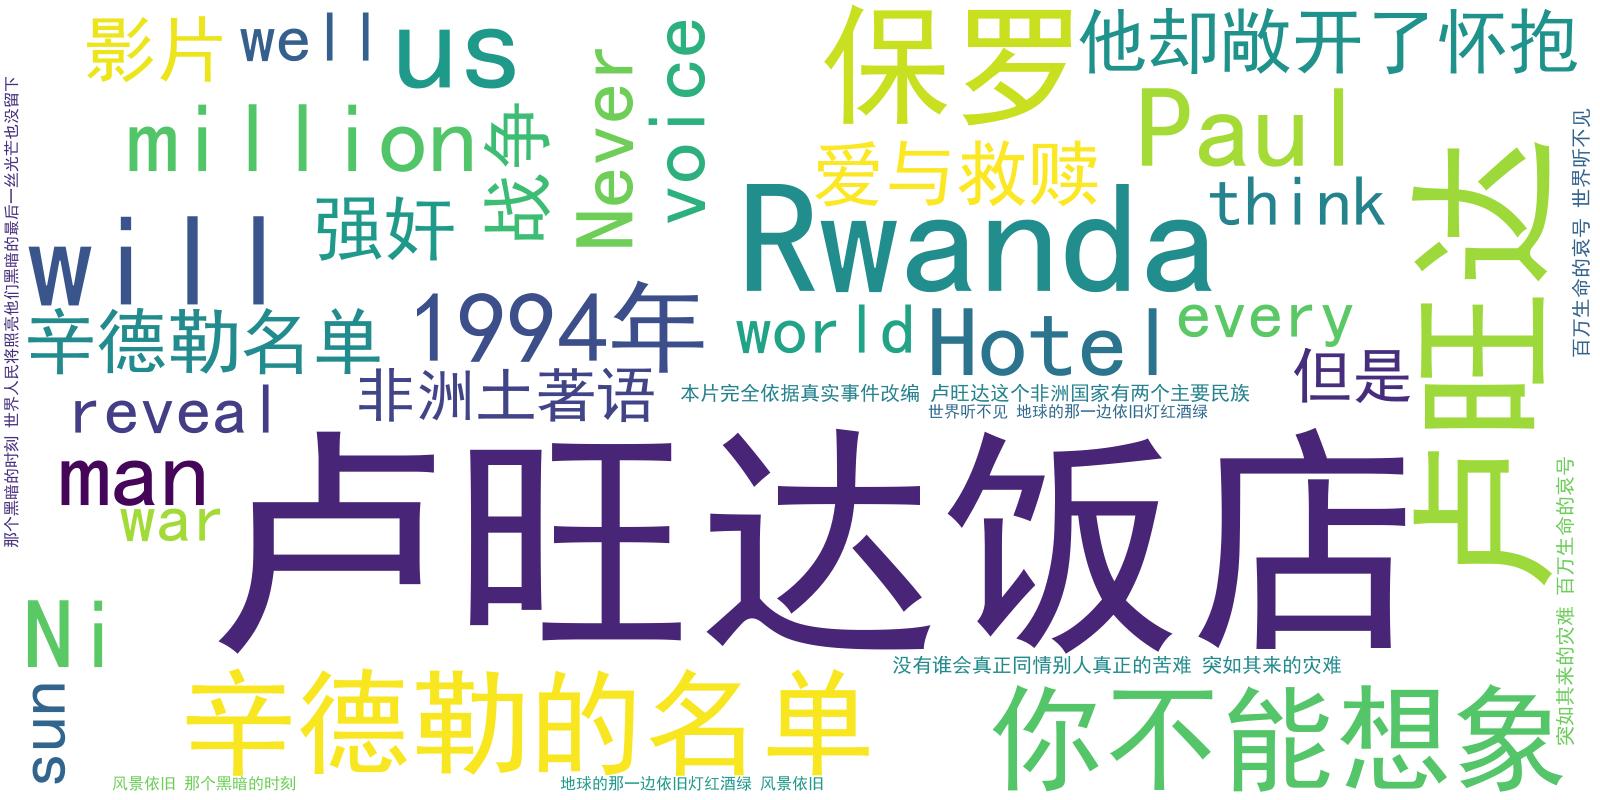 影片
well
us
保罗
他却敞开了怀抱
million
战争
Never
voice
爱与救赎
Paul
think
will
强奸
Rwanda
卢旺达
百万生命的哀号 世界听不见
那个黑暗的时刻 世界人民将照亮他们黑暗的最后一丝光芒也没留下
辛德勒名单
1994年
world
Hotel
every
但是
reveal
非洲土著语
本片完全依据真实事件改编 卢旺达这个非洲国家有两个主要民族
世界听不见 地球的那一边依旧灯红酒绿
man
war
卢旺达饭店
Ni
sun
辛德勒的名单
没有谁会真正同情别人真正的苦难 突如其来的灾难
你不能想象
突如其来的灾难 百万生命的哀号
风景依旧 那个黑暗的时刻
地球的那一边依旧灯红酒绿 风景依旧